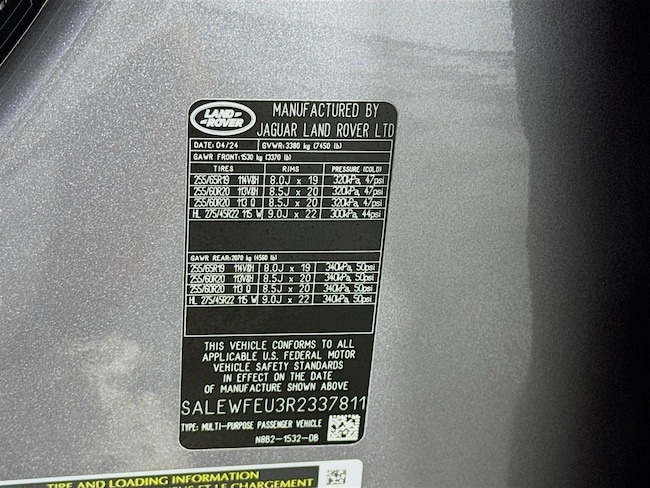 LAND ROVER
MANUFACTURED BY
JAGUAR LAND ROVER LTD
DATE: 04/24 GVWR:3380 kg (7450 lb)
GAWR FRONT:1530 kg (3370 lb)
TIRES RIMS PRESSURE (COLD)
255/65R19 114V&H 8.0J x 19 320kPa, 47psi
255/60R20 113V&H 8.5J x 20 320kPa, 47psi
255/60R20 113 Q 8.5J x 20 320kPa, 47psi
HL 275/45R22 115 W 9.0J x 22 300kPa, 44psi
GAWR REAR:2070 kg (4560 lb)
255/65R19 114V&H 8.0J x 19 340kPa, 50psi
255/60R20 113V&H 8.5J x 20 340kPa, 50psi
255/60R20 113 Q 8.5J x 20 340kPa, 50psi
HL 275/45R22 115 W 9.0J x 22 340kPa, 50psi
THIS VEHICLE CONFORMS TO ALL
APPLICABLE U.S. FEDERAL MOTOR
VEHICLE SAFETY STANDARDS
IN EFFECT ON THE DATE
OF MANUFACTURE SHOWN ABOVE
SALEWFEU3R2337811
TYPE: MULTI-PURPOSE PASSENGER VEHICLE
N8B2-1532-DB
TIRE AND LOADING INFORMATION
ET LE CHARGEMENT